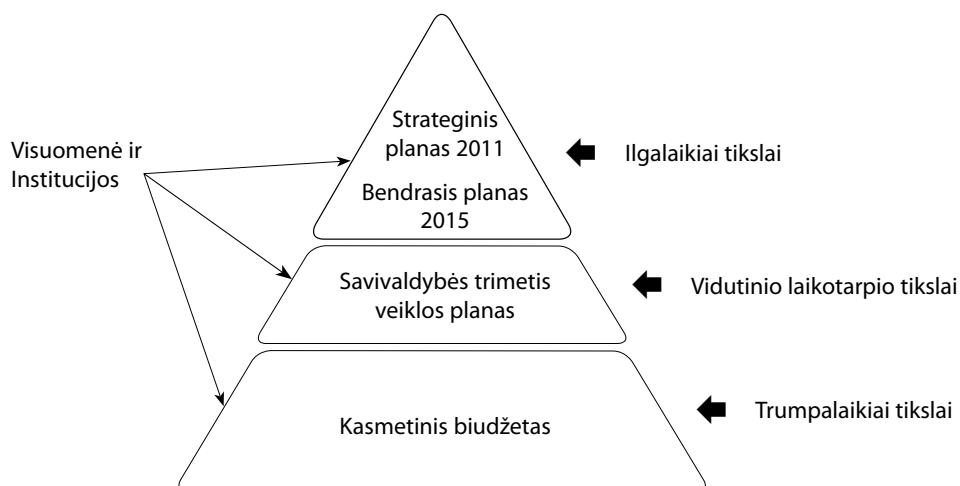 Visuomenė ir
Institucijos
Strateginis
planas 2011
Bendrasis planas
2015
Ilgalaikiai tikslai
Savivaldybės trimetis
veiklos planas
Vidutinio laikotarpio tikslai
Kasmetinis biudžetas
Trumpalaikiai tikslai